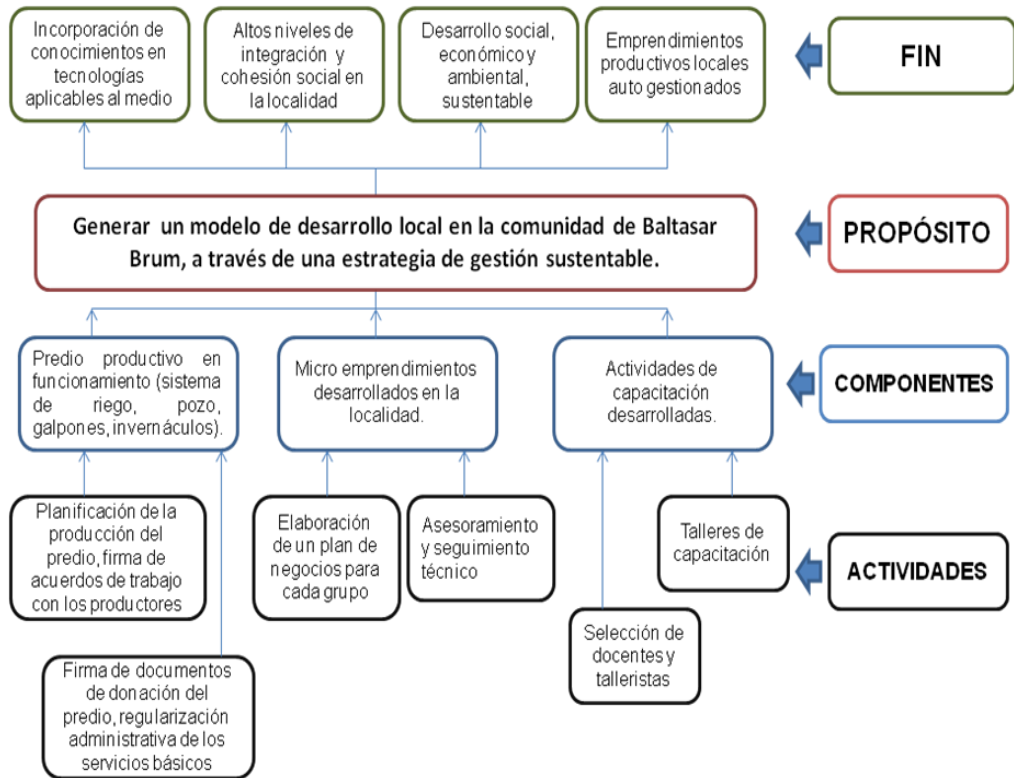 Incorporación de
conocimientos en
tecnologías
aplicables al medio
Altos niveles de
integración y
cohesión social en
la localidad
Desarrollo social,
económico y
ambiental,
sustentable
Emprendimientos
productivos locales
auto gestionados
FIN
Generar un modelo de desarrollo local en la comunidad de Baltasar
Brum, a través de una estrategia de gestión sustentable.
PROPÓSITO
Predio productivo en
funcionamiento (sistema
de riego, pozo,
galpones, invernáculos).
Micro emprendimientos
desarrollados en la
localidad.
Actividades de
capacitación
desarrolladas.
COMPONENTES
Planificación de la
producción del
predio, firma de
acuerdos de trabajo
con los productores
Elaboración
de un plan de
negocios para
cada grupo
Asesoramiento
y seguimiento
técnico
Talleres de
capacitación
ACTIVIDADES
Selección de
docentes y
talleristas
Firma de documentos
de donación del
predio, regularización
administrativa de los
servicios básicos